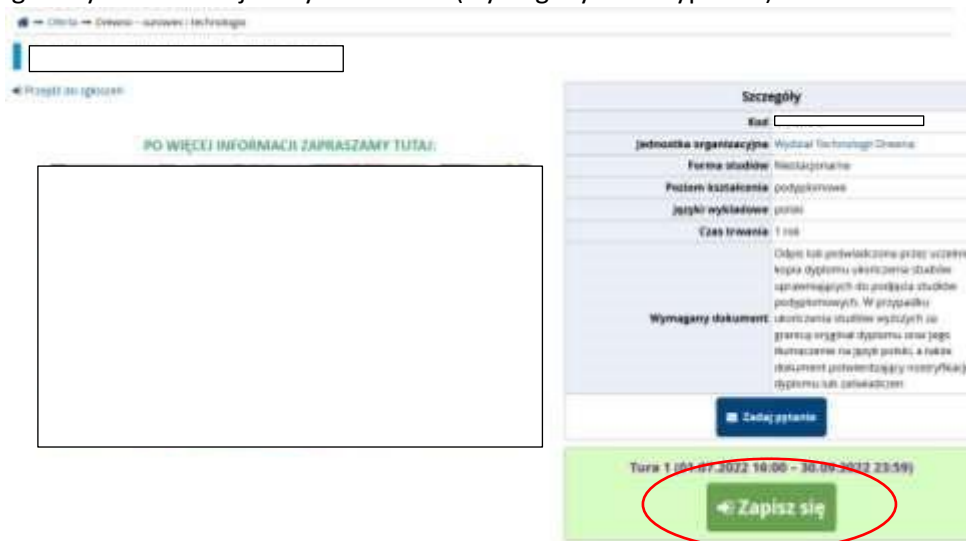 Oferta → Drewno - surowiec i technologia
Przejdź do zgłoszeń
PO WIĘCEJ INFORMACJI ZAPRASZAMY TUTAJ:
Szczegóły
Kod
Jednostka organizacyjna Wydział Technologii Drewna
Forma studiów Niestacjonarne
Poziom kształcenia podyplomowe
Języki wykładowe polski
Czas trwania 1 rok
Wymagany dokument
Odpis lub poświadczona przez uczelnię
kopia dyplomu ukończenia studiów
uprawniających do podjęcia studiów
podyplomowych. W przypadku
ukończenia studiów wyższych za
granicą oryginał dyplomu oraz jego
tłumaczenie na język polski, a także
dokument potwierdzający nostryfikacj
dyplomu lub zaświadczeń
Zadaj pytanie
Tura 1 (01.07.2022 10:00 – 30.09.2022 23:59)
Zapisz się